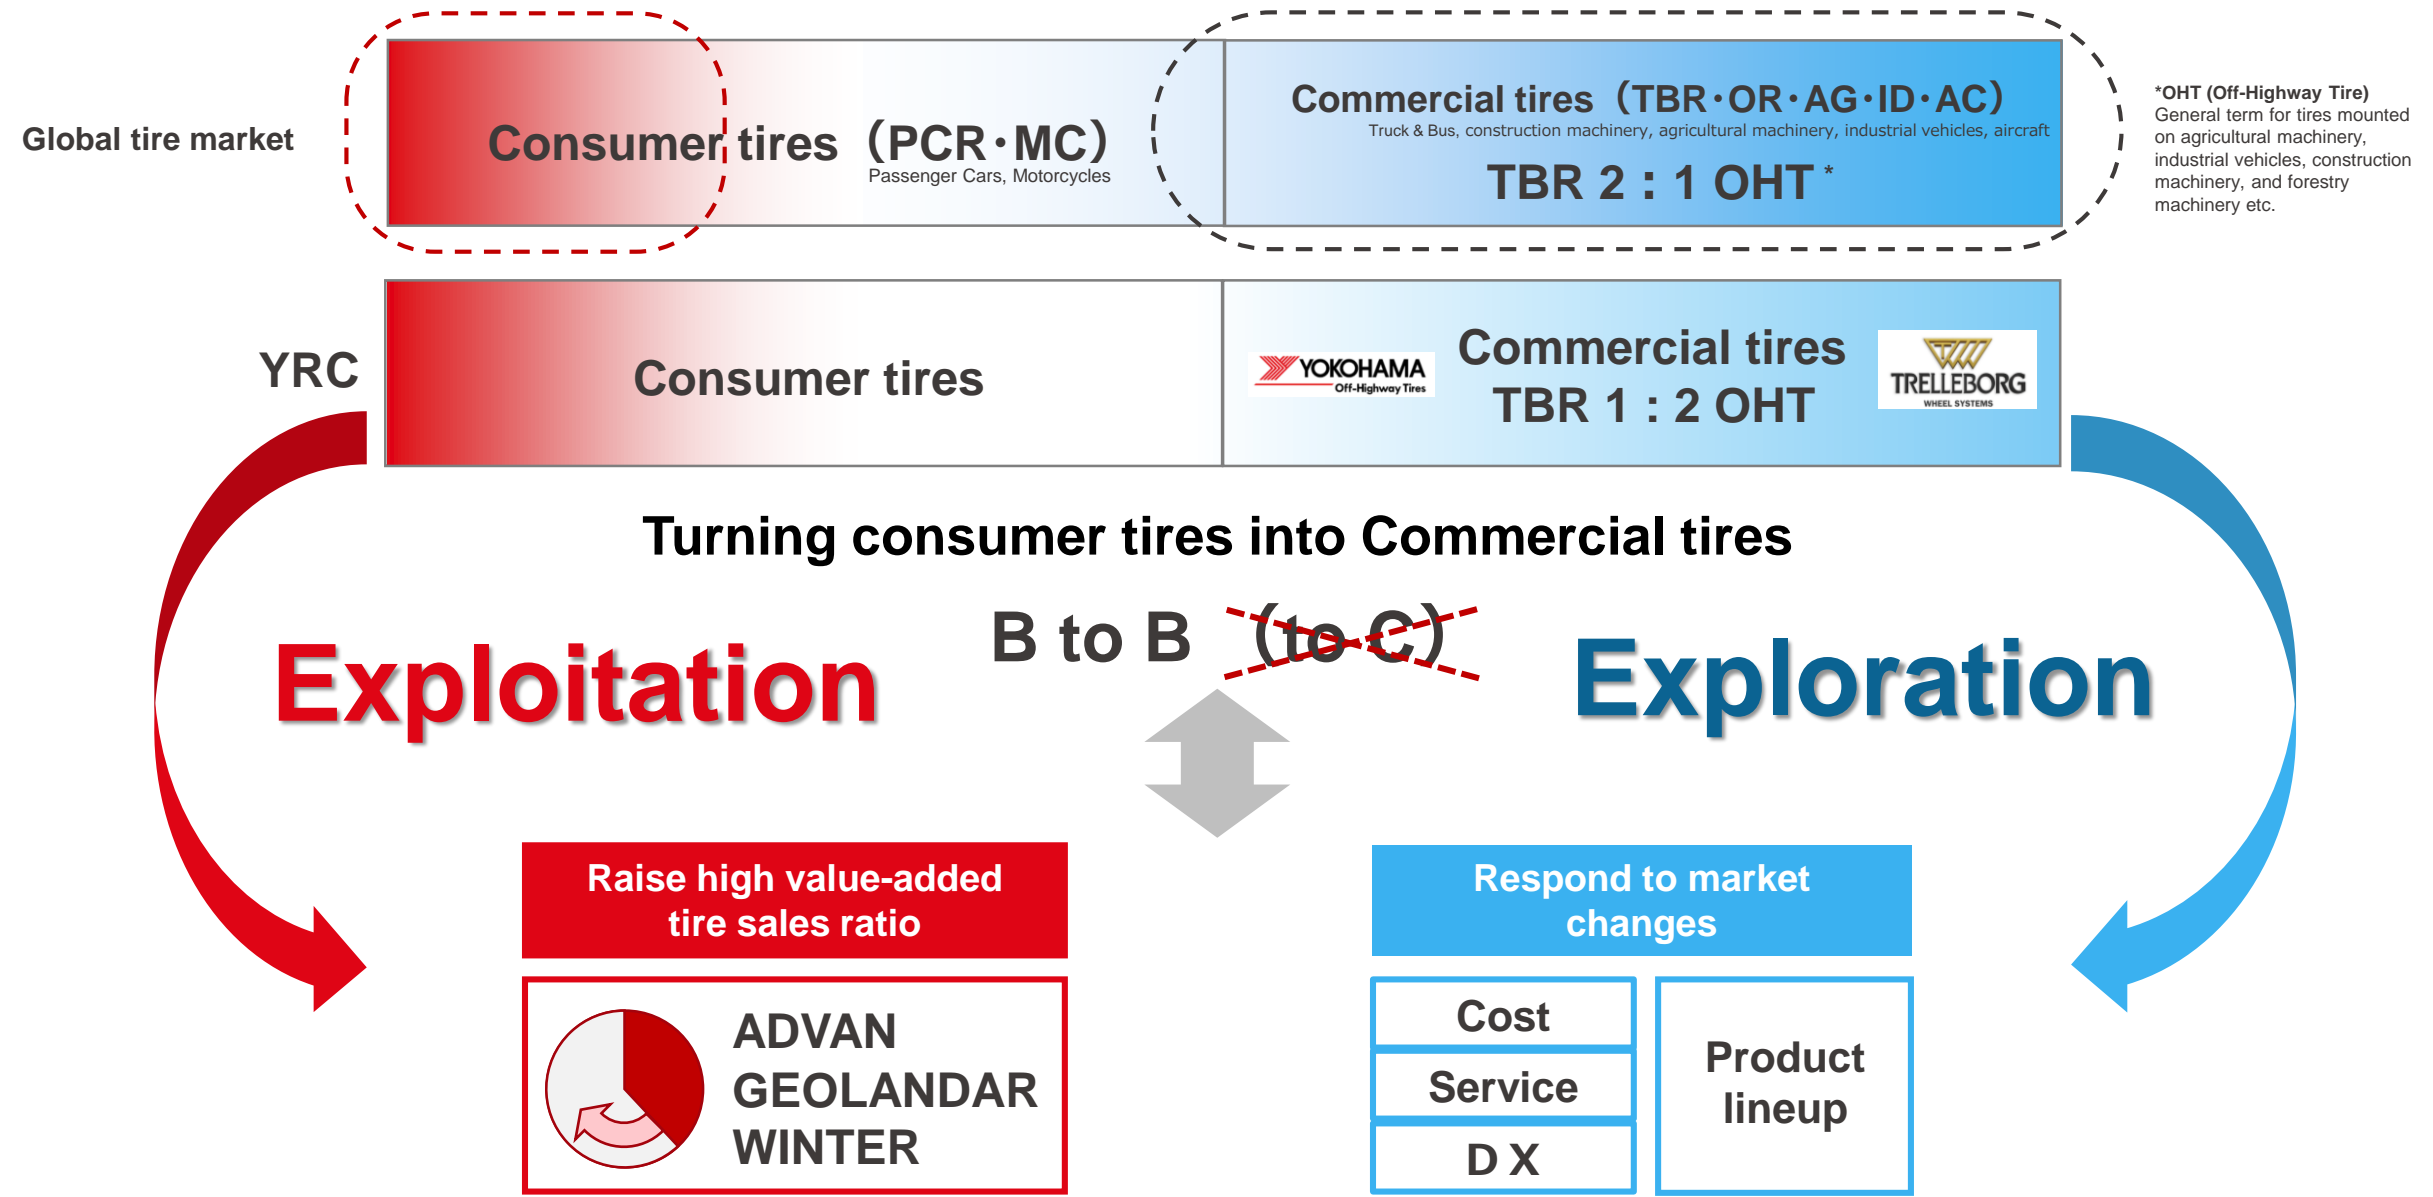 Global tire market
Consumer tires（PCR・MC）
Passenger Cars, Motorcycles
Commercial tires（TBR・OR・AG・ID・AC）
Truck & Bus, construction machinery, agricultural machinery, industrial vehicles, aircraft
TBR 2 : 1 OHT *
*OHT (Off-Highway Tire)
General term for tires mounted
on agricultural machinery,
industrial vehicles, construction
machinery, and forestry
machinery etc.
YRC
Consumer tires
YOKOHAMA
Off-Highway Tires
Commercial tires
TBR 1 : 2 OHT
TRELLEBORG
WHEEL SYSTEMS
Turning consumer tires into Commercial tires
B to B （to C）
Exploitation
Exploration
Raise high value-added
tire sales ratio
ADVAN
GEOLANDAR
WINTER
Respond to market
changes
Cost
Service
D X
Product
lineup